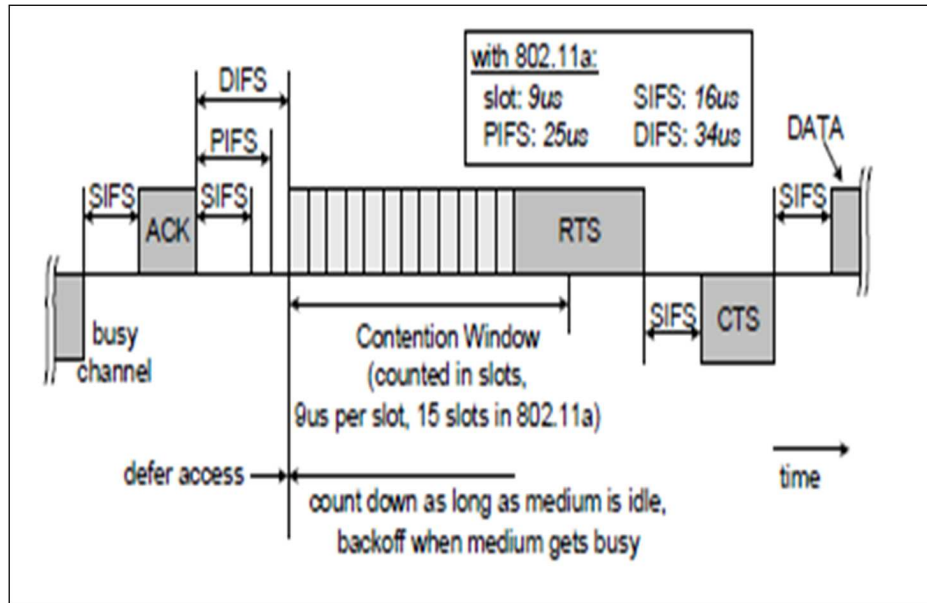 with 802.11a:
slot: 9us SIFS: 16us
PIFS: 25us DIFS: 34us
DIFS
PIFS
SIFS
SIFS
ACK
RTS
DATA
SIFS
SIFS
CTS
busy
channel
Contention Window
(counted in slots,
9us per slot, 15 slots in 802.11a)
defer access
time
count down as long as medium is idle,
backoff when medium gets busy